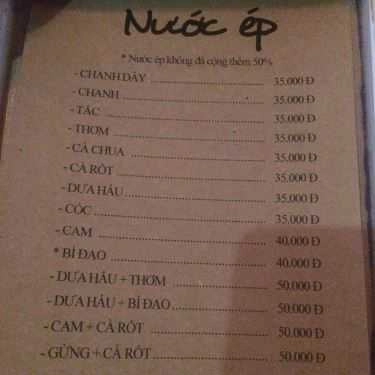 Nước ép
* Nước ép không đá cộng thêm 50%
- CHANH DÂY 35.000 Đ
- CHANH 35.000 Đ
- TẮC 35.000 Đ
- THƠM 35.000 Đ
- CÀ CHUA 35.000 Đ
- CÀ RỐT 35.000 Đ
- DƯA HẤU 35.000 Đ
- CÓC 35.000 Đ
- CAM 40.000 Đ
* BÍ ĐAO 40.000 Đ
- DƯA HẤU + THƠM 50.000 Đ
- DƯA HẤU + BÍ ĐAO 50.000 Đ
- CAM + CÀ RỐT 50.000 Đ
- GỪNG + CÀ RỐT 50.000 Đ